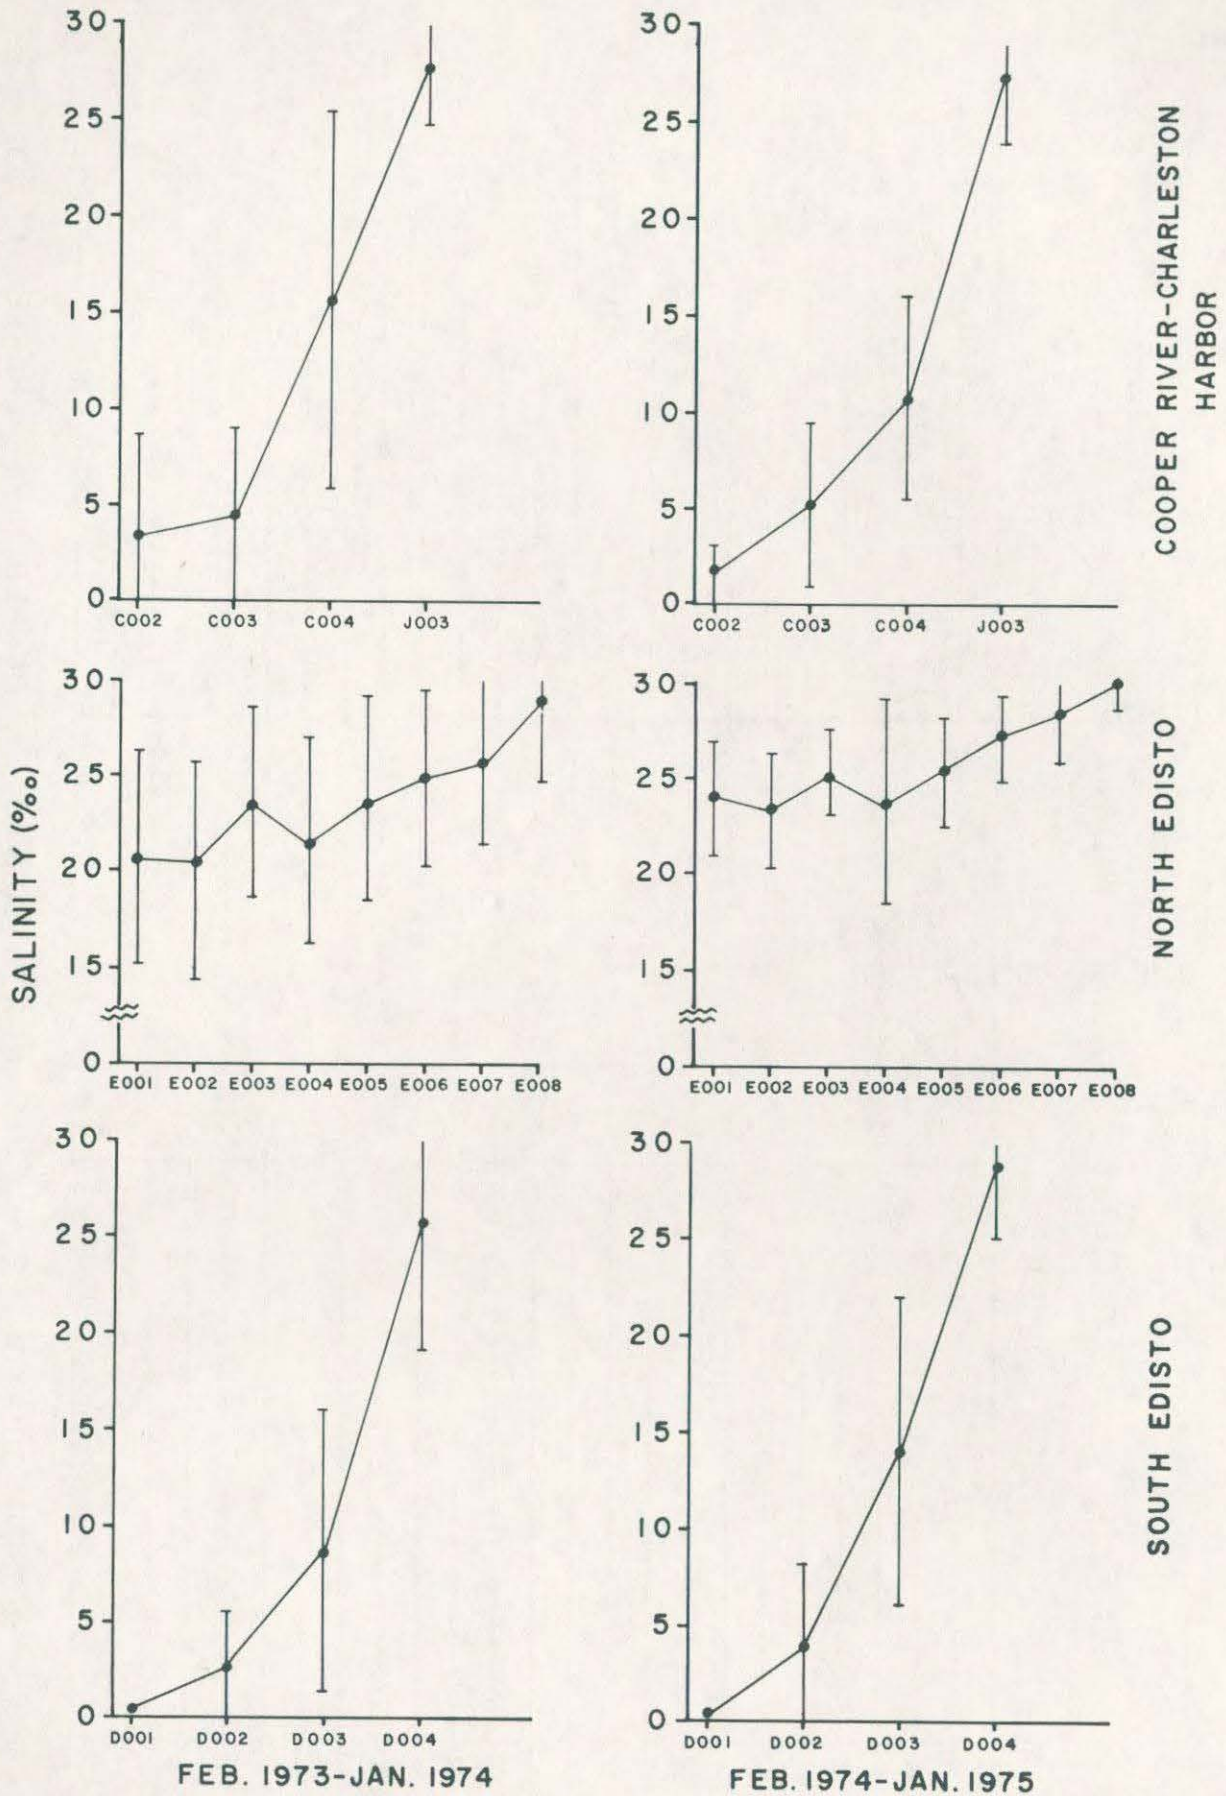 30
25
20
15
10
5
0
C002 C003 C004 J003
30
25
20
15
10
5
0
C002 C003 C004 J003
COOPER RIVER-CHARLESTON
HARBOR
SALINITY (‰)
30
25
20
15
0
E001 E002 E003 E004 E005 E006 E007 E008
30
25
20
15
0
E001 E002 E003 E004 E005 E006 E007 E008
NORTH EDISTO
30
25
20
15
10
5
0
D001 D002 D003 D004
FEB. 1973-JAN. 1974
30
25
20
15
10
5
0
D001 D002 D003 D004
FEB. 1974-JAN. 1975
SOUTH EDISTO